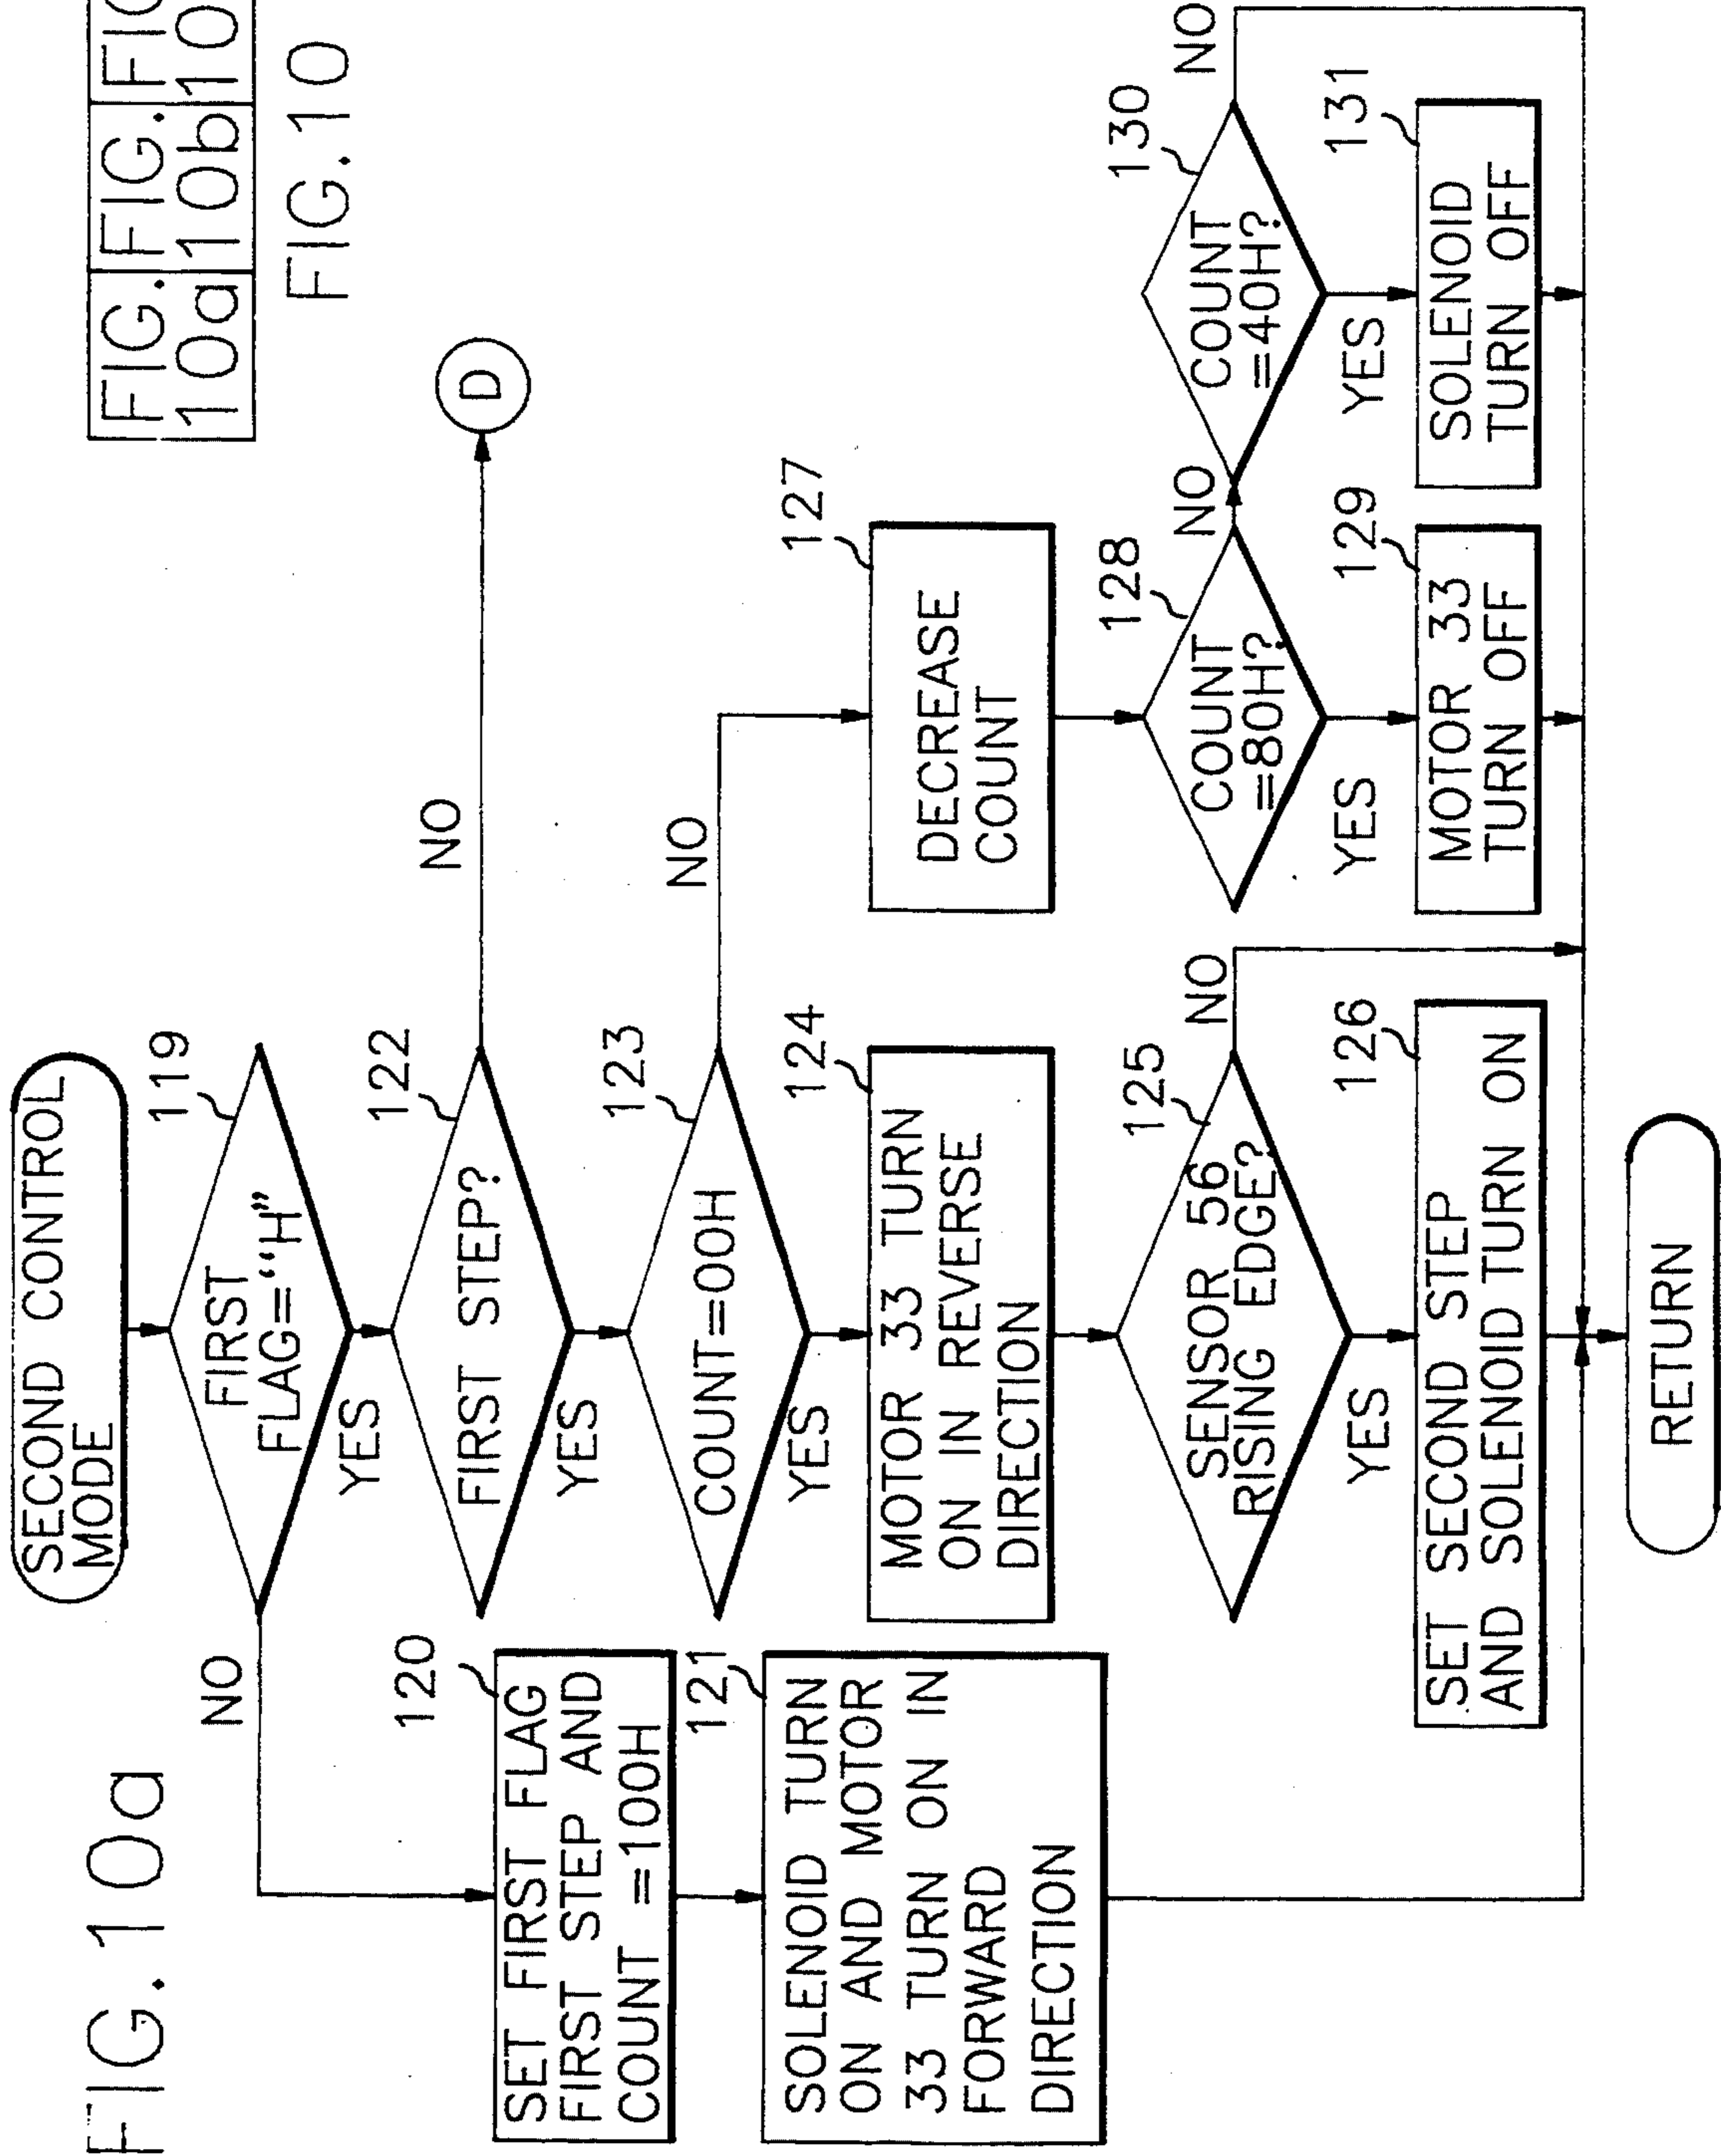 FIG.10a
SECOND CONTROL
MODE
119
FIRST
FLAG="H"
NO
YES
120
SET FIRST FLAG
FIRST STEP AND
COUNT =100H
121
SOLENOID TURN
ON AND MOTOR
33 TURN ON IN
FORWARD
DIRECTION
122
FIRST STEP?
NO
YES
D
123
COUNT=00H
NO
YES
124
MOTOR 33 TURN
ON IN REVERSE
DIRECTION
125
SENSOR 56
RISING EDGE?
NO
YES
126
SET SECOND STEP
AND SOLENOID TURN ON
127
DECREASE
COUNT
128
COUNT
=80H?
NO
YES
129
MOTOR 33
TURN OFF
130
COUNT
=40H?
NO
YES
131
SOLENOID
TURN OFF
RETURN
FIG.
10a
FIG.
10b
FIG
10
FIG.10